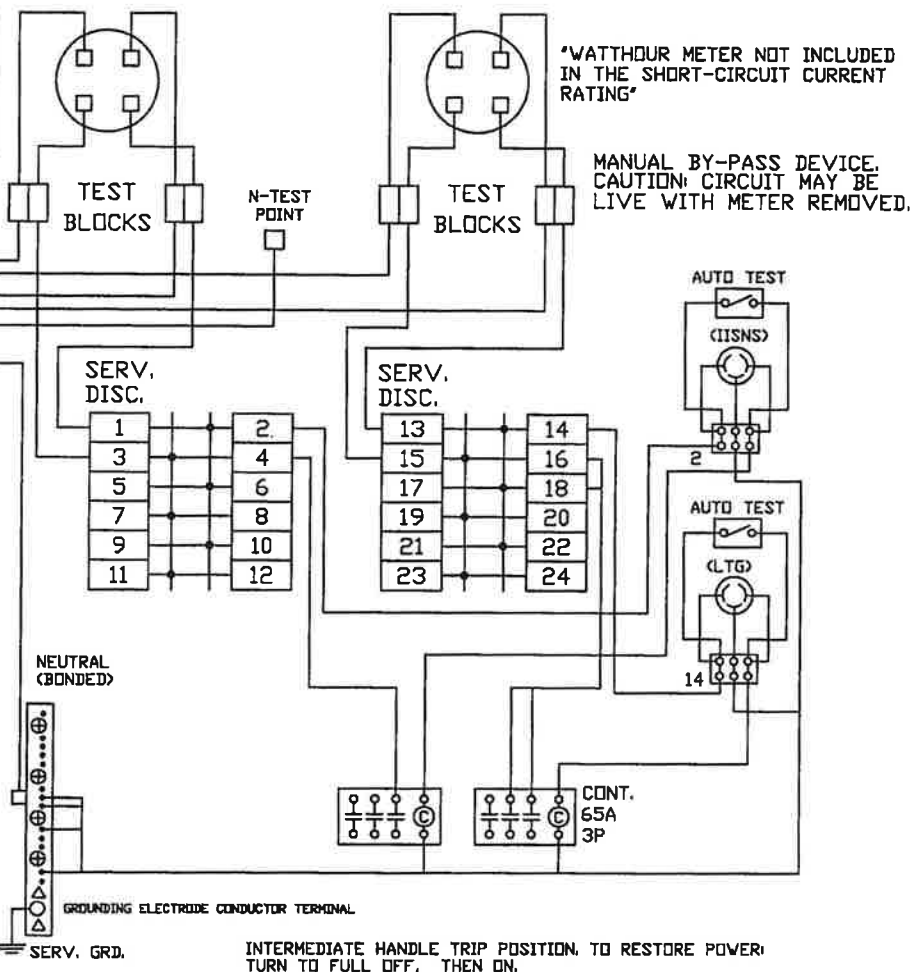 "WATTHOUR METER NOT INCLUDED
IN THE SHORT-CIRCUIT CURRENT
RATING"
MANUAL BY-PASS DEVICE.
CAUTION: CIRCUIT MAY BE
LIVE WITH METER REMOVED.
TEST
BLOCKS
N-TEST
POINT
TEST
BLOCKS
AUTO TEST
(IISNS)
2
SERV.
DISC.
1 2
3 4
5 6
7 8
9 10
11 12
SERV.
DISC.
13 14
15 16
17 18
19 20
21 22
23 24
AUTO TEST
(LTG)
14
NEUTRAL
(BONDED)
C
C
CONT.
65A
3P
GROUNDING ELECTRODE CONDUCTOR TERMINAL
SERV. GRD.
INTERMEDIATE HANDLE TRIP POSITION. TO RESTORE POWER:
TURN TO FULL OFF, THEN ON.